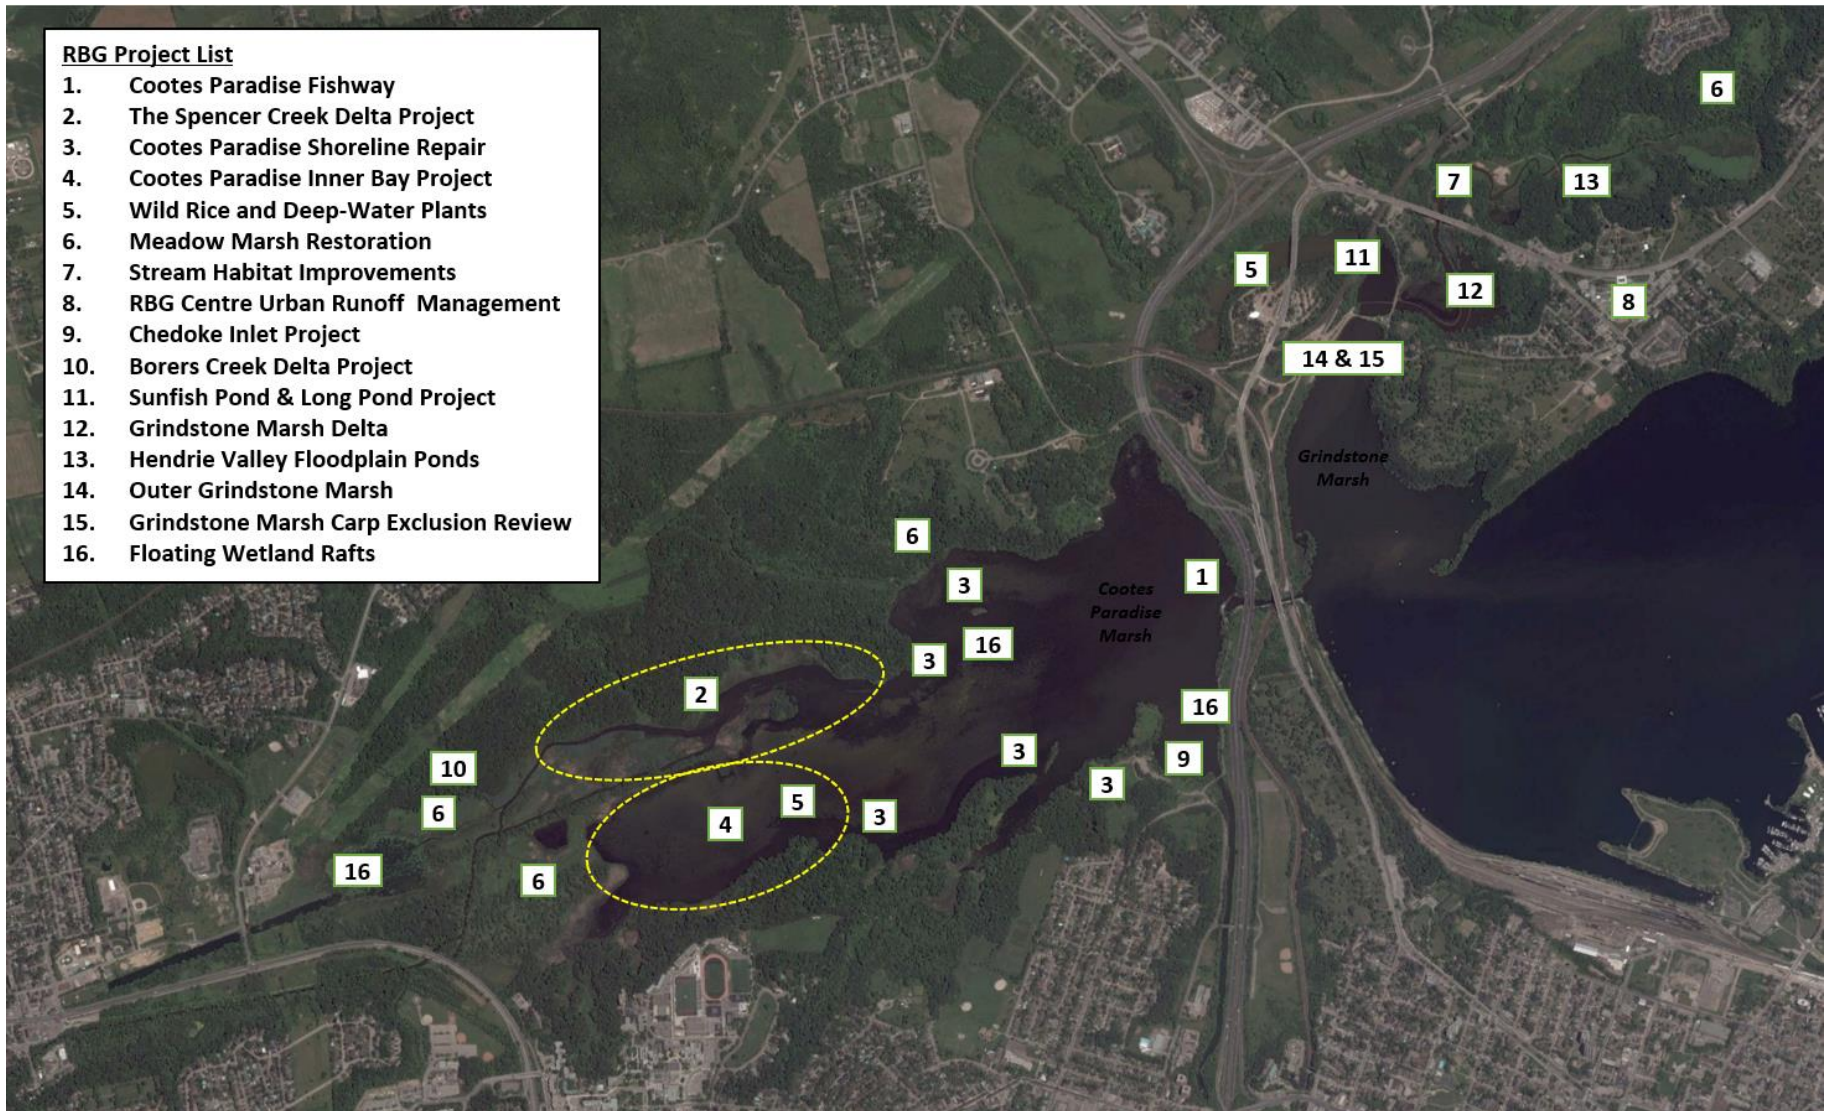 RBG Project List
1. Cootes Paradise Fishway
2. The Spencer Creek Delta Project
3. Cootes Paradise Shoreline Repair
4. Cootes Paradise Inner Bay Project
5. Wild Rice and Deep-Water Plants
6. Meadow Marsh Restoration
7. Stream Habitat Improvements
8. RBG Centre Urban Runoff  Management
9. Chedoke Inlet Project
10. Borers Creek Delta Project
11. Sunfish Pond & Long Pond Project
12. Grindstone Marsh Delta
13. Hendrie Valley Floodplain Ponds
14. Outer Grindstone Marsh
15. Grindstone Marsh Carp Exclusion Review
16. Floating Wetland Rafts
6
7
13
5
11
12
8
14 & 15
Grindstone
Marsh
6
3
1
Cootes
Paradise
Marsh
16
3
2
16
3
9
10
3
5
6
4
3
16
6